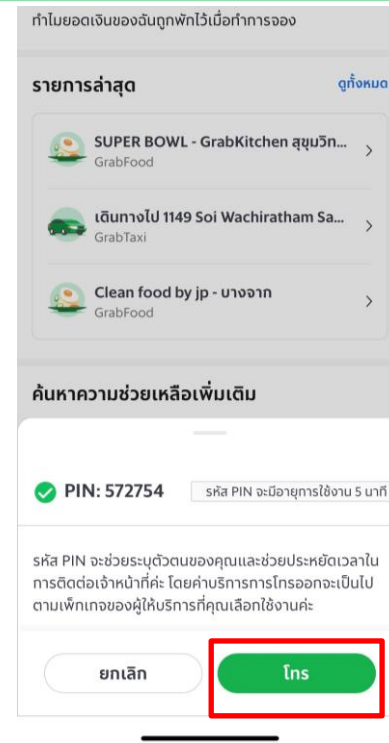 ทำไมยอดเงินของฉันถูกพักไว้เมื่อทำการจอง
รายการล่าสุด ดูทั้งหมด
SUPER BOWL - GrabKitchen สุขุมวิท...
GrabFood
เดินทางไป 1149 Soi Wachiratham Sa...
GrabTaxi
Clean food by jp - บางจาก
GrabFood
ค้นหาความช่วยเหลือเพิ่มเติม
PIN: 572754 รหัส PIN จะมีอายุการใช้งาน 5 นาที
รหัส PIN จะช่วยระบุตัวตนของคุณและช่วยประหยัดเวลาใน
การติดต่อเจ้าหน้าที่ค่ะ โดยค่าบริการการโทรออกจะเป็นไป
ตามเพ็กเกจของผู้ให้บริการที่คุณเลือกใช้งานค่ะ
ยกเลิก โทร